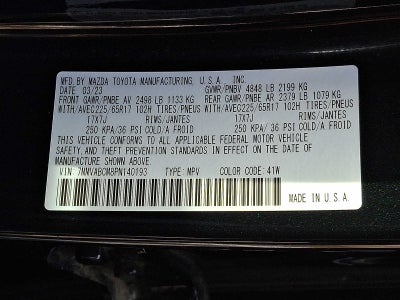 MFD. BY MAZDA TOYOTA MANUFACTURING, U.S.A. INC.
DATE 03/23 GVWR/PNBV 4848 LB 2199 KG
FRONT GAWR/PNBE AV 2498 LB 1133 KG REAR GAWR/PNBE AR 2379 LB 1079 KG
WITH/AVEC225/65R17 102H TIRES/PNEUS WITH/AVEC225/65R17 102H TIRES/PNEUS
17X7J RIMS/JANTES 17X7J RIMS/JANTES
250 KPA/36 PSI COLD/A FROID 250 KPA/36 PSI COLD/A FROID
THIS VEHICLE CONFORMS TO ALL APPLICABLE FEDERAL MOTOR VEHICLE
SAFETY, AND THEFT PREVENTION STANDARDS IN EFFECT ON THE DATE OF
MANUFACTURE SHOWN ABOVE.
VIN: 7MMVABCM8PN140193 TYPE: MPV COLOR CODE: 41W
MADE IN U.S.A.